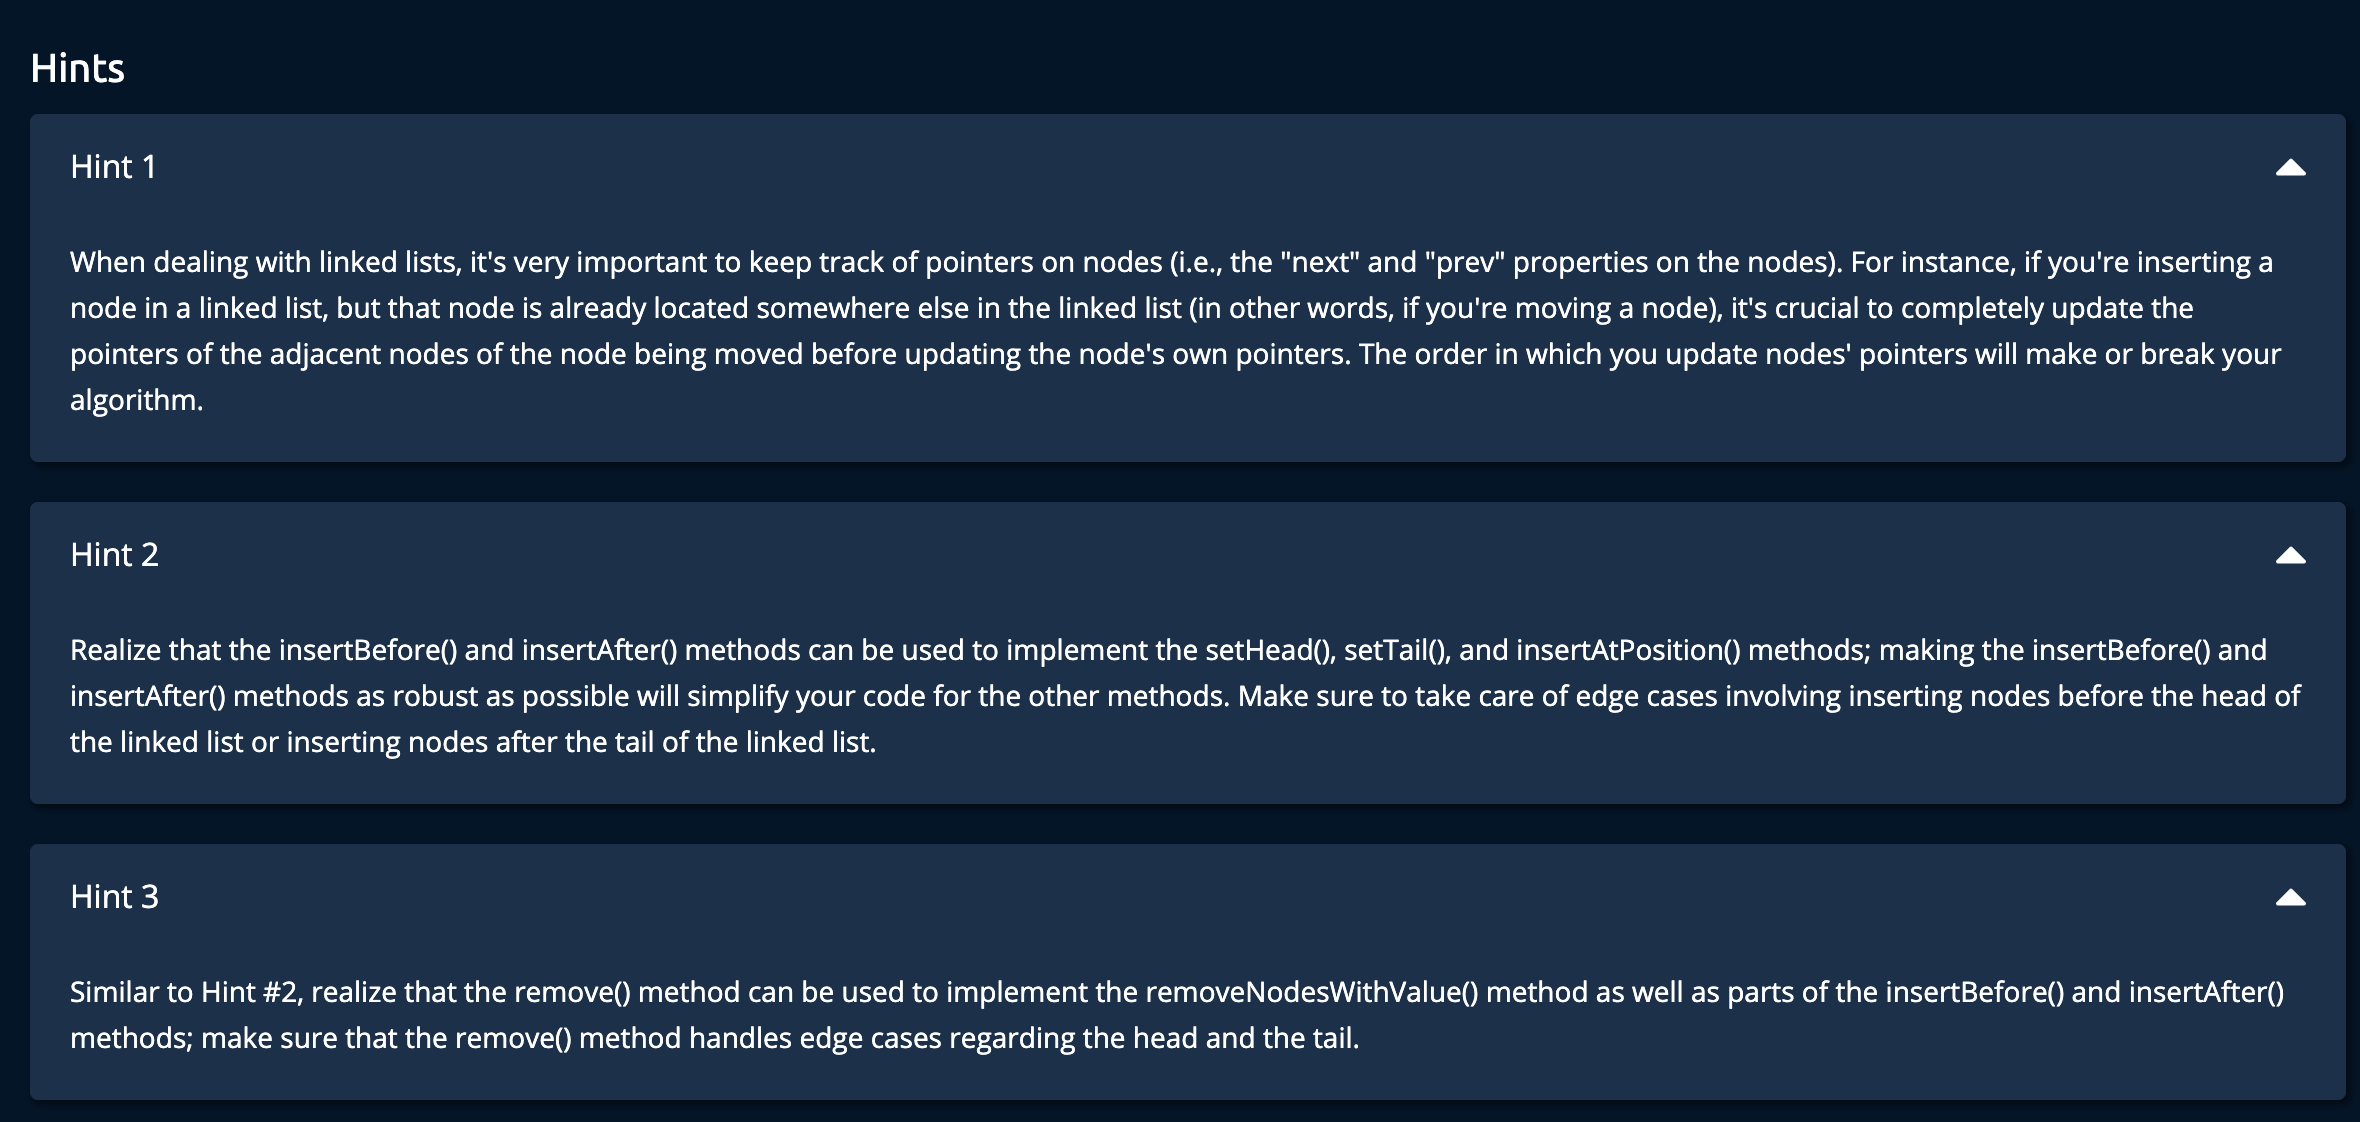 Hints
Hint 1
When dealing with linked lists, it's very important to keep track of pointers on nodes (i.e., the "next" and "prev" properties on the nodes). For instance, if you're inserting a
node in a linked list, but that node is already located somewhere else in the linked list (in other words, if you're moving a node), it's crucial to completely update the
pointers of the adjacent nodes of the node being moved before updating the node's own pointers. The order in which you update nodes' pointers will make or break your
algorithm.
Hint 2
Realize that the insertBefore() and insertAfter() methods can be used to implement the setHead(), setTail(), and insertAtPosition() methods; making the insertBefore() and
insertAfter() methods as robust as possible will simplify your code for the other methods. Make sure to take care of edge cases involving inserting nodes before the head of
the linked list or inserting nodes after the tail of the linked list.
Hint 3
Similar to Hint #2, realize that the remove() method can be used to implement the removeNodesWithValue() method as well as parts of the insertBefore() and insertAfter()
methods; make sure that the remove() method handles edge cases regarding the head and the tail.